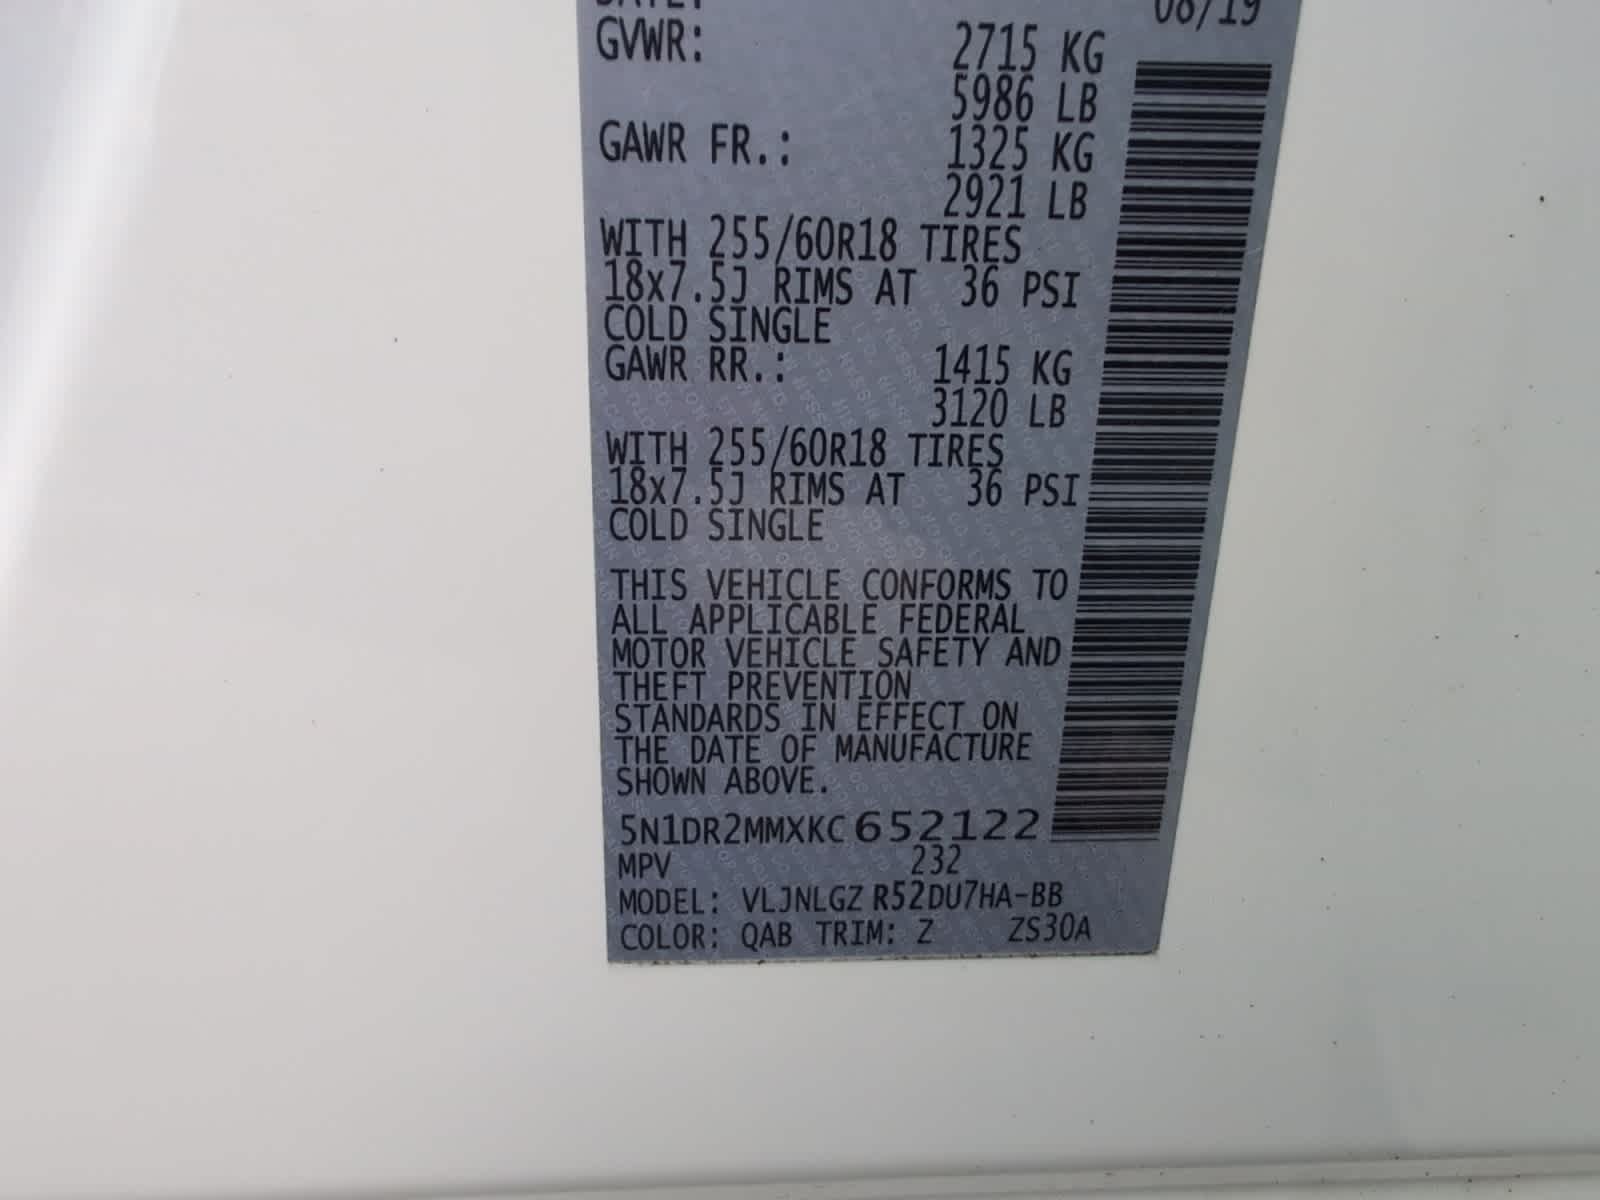 DATE: 08/19
GVWR: 2715 KG
5986 LB
GAWR FR.: 1325 KG
2921 LB
WITH 255/60R18 TIRES
18x7.5J RIMS AT 36 PSI
COLD SINGLE
GAWR RR.: 1415 KG
3120 LB
WITH 255/60R18 TIRES
18x7.5J RIMS AT 36 PSI
COLD SINGLE
THIS VEHICLE CONFORMS TO
ALL APPLICABLE FEDERAL
MOTOR VEHICLE SAFETY AND
THEFT PREVENTION
STANDARDS IN EFFECT ON
THE DATE OF MANUFACTURE
SHOWN ABOVE.
5N1DR2MMXKC652122
MPV 232
MODEL: VLJNLGZ R52DU7HA-BB
COLOR: QAB TRIM: Z ZS30A